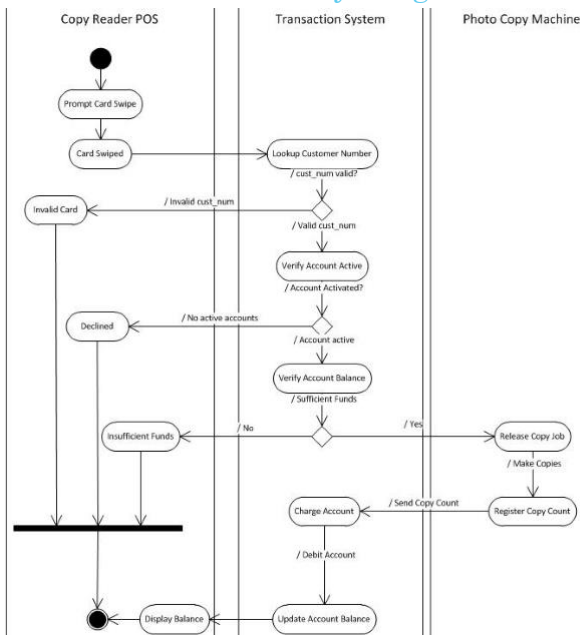 Copy Reader POS
Transaction System
Photo Copy Machine
Prompt Card Swipe
Card Swiped
Lookup Customer Number
/ cust_num valid?
/ Invalid cust_num
Invalid Card
/ Valid cust_num
Verify Account Active
/ Account Activated?
/ No active accounts
Declined
/ Account active
Verify Account Balance
/ Sufficient Funds
/ No
/ Yes
Insufficient Funds
Release Copy Job
/ Make Copies
/ Send Copy Count
Charge Account
Register Copy Count
/ Debit Account
Display Balance
Update Account Balance